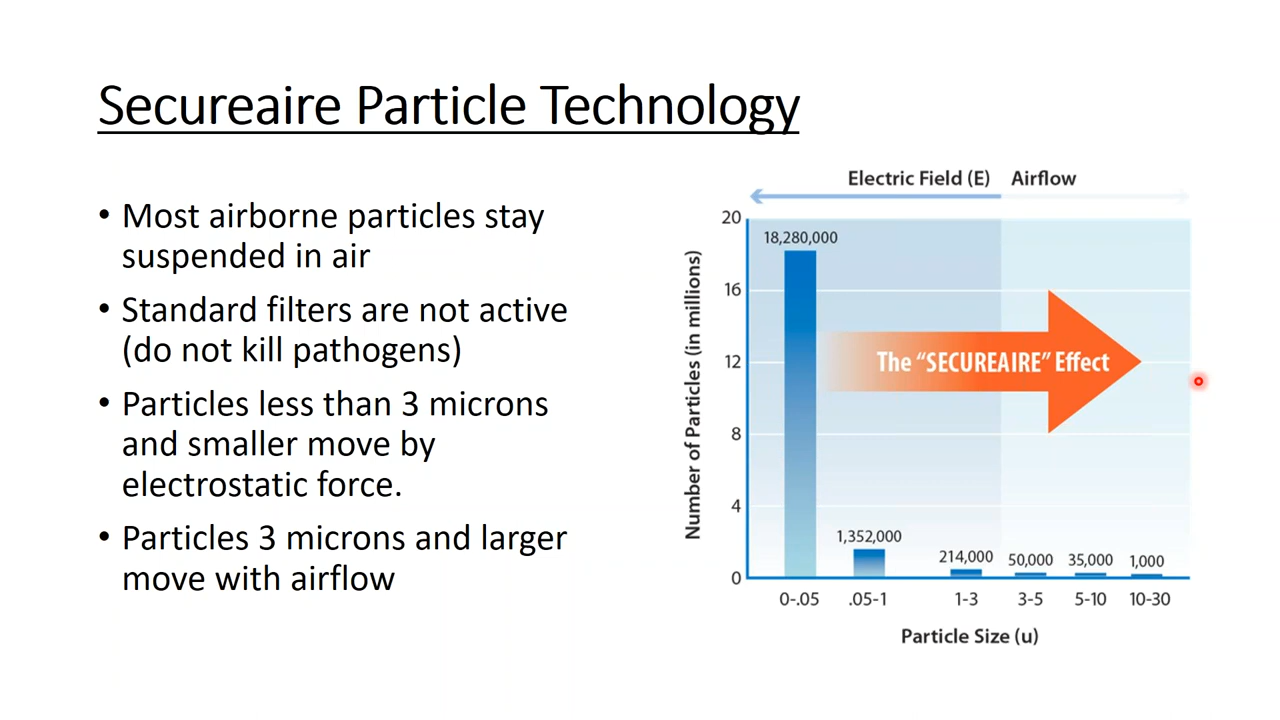 Secureaire Particle Technology
• Most airborne particles stay
suspended in air
• Standard filters are not active
(do not kill pathogens)
• Particles less than 3 microns
and smaller move by
electrostatic force.
• Particles 3 microns and larger
move with airflow
Electric Field (E) Airflow
Number of Particles (in millions)
20
16
12
8
4
0
18,280,000
1,352,000
214,000
50,000
35,000
1,000
The “SECUREAIRE” Effect
0-.05 .05-1 1-3 3-5 5-10 10-30
Particle Size (u)